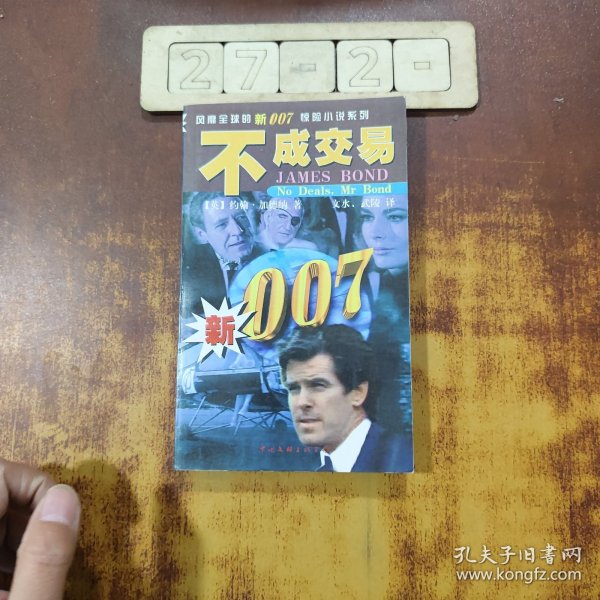 27-2-
风靡全球的新007惊险小说系列
不成交易
JAMES BOND
No Deals, Mr Bond
【英】约翰·加德纳 著 文水、武陵 译
007
新
孔夫子旧书网
www.kongfz.com